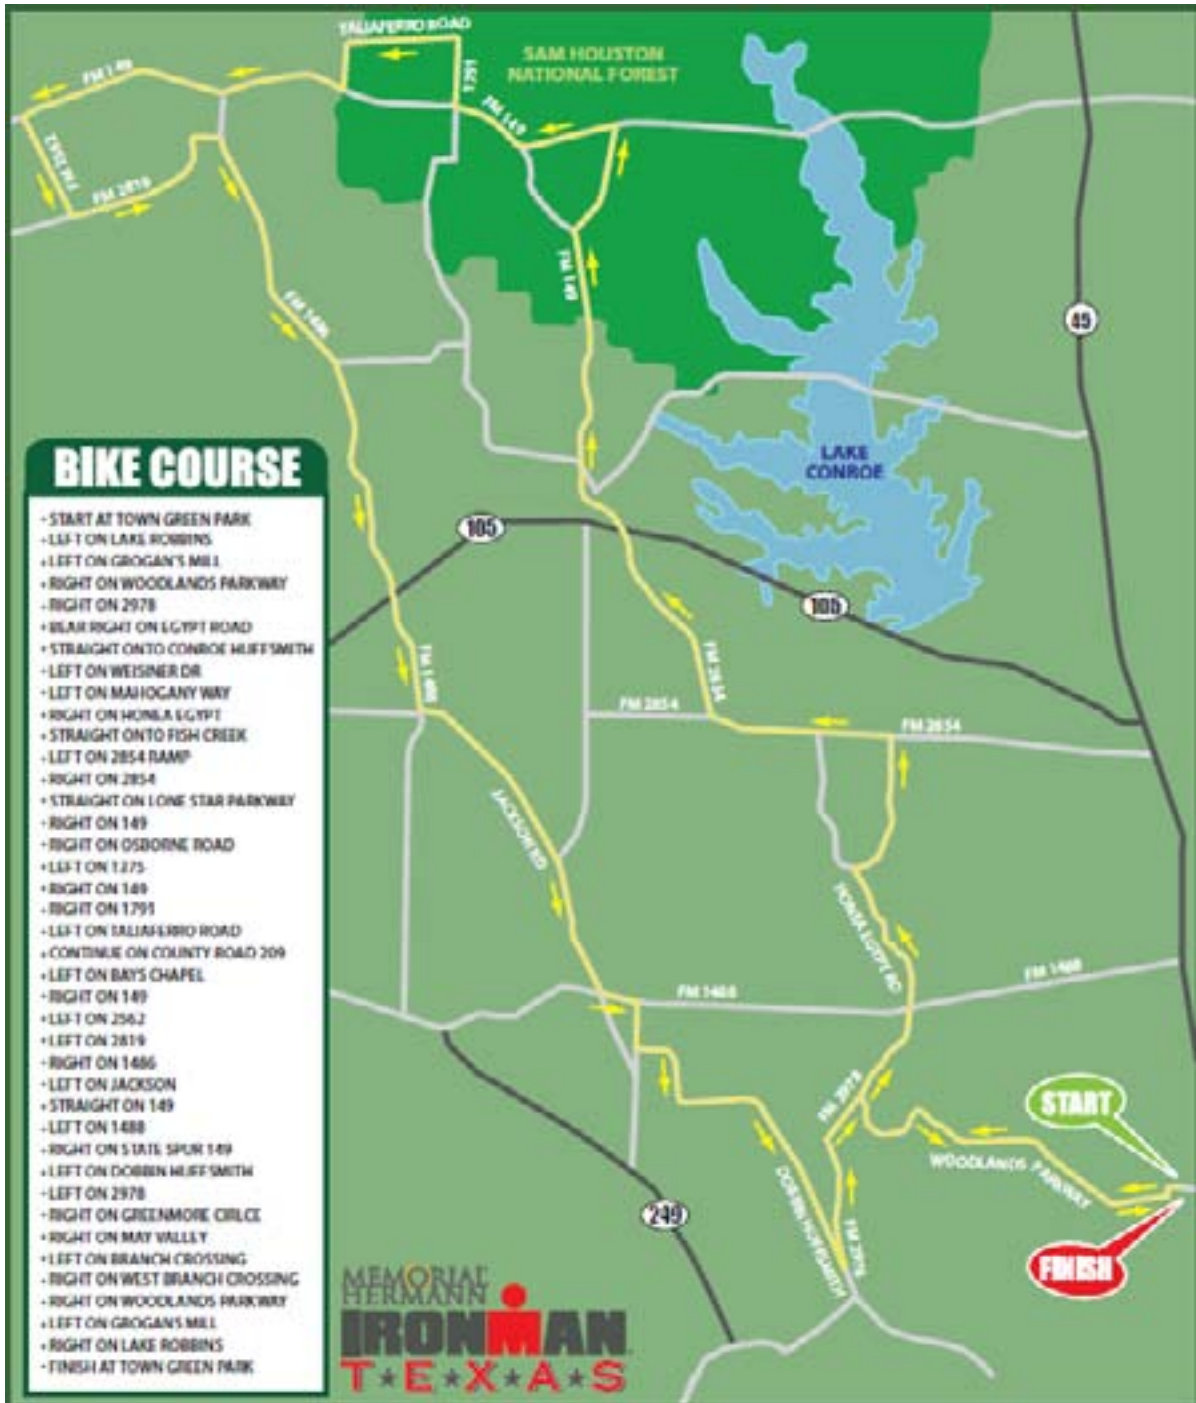 TALIAFERRO ROAD
SAM HOUSTON
NATIONAL FOREST
FM 149
1791
FM 149
FM 2562
FM 2819
FM 149
FM 1486
45
LAKE
CONROE
BIKE COURSE
- START AT TOWN GREEN PARK
- LEFT ON LAKE ROBBINS
- LEFT ON GROGAN'S MILL
- RIGHT ON WOODLANDS PARKWAY
- RIGHT ON 2978
- BEAR RIGHT ON EGYPT ROAD
- STRAIGHT ONTO CONROE HUFFSMITH
- LEFT ON WEISINER DR
- LEFT ON MAHOGANY WAY
- RIGHT ON HONEA EGYPT
- STRAIGHT ONTO FISH CREEK
- LEFT ON 2854 RAMP
- RIGHT ON 2854
- STRAIGHT ON LONE STAR PARKWAY
- RIGHT ON 149
- RIGHT ON OSBORNE ROAD
- LEFT ON 1375
- RIGHT ON 149
- RIGHT ON 1791
- LEFT ON TALIAFERRO ROAD
- CONTINUE ON COUNTY ROAD 209
- LEFT ON BAYS CHAPEL
- RIGHT ON 149
- LEFT ON 2562
- LEFT ON 2819
- RIGHT ON 1486
- LEFT ON JACKSON
- STRAIGHT ON 149
- LEFT ON 1488
- RIGHT ON STATE SPUR 149
- LEFT ON DOBBIN HUFFSMITH
- LEFT ON 2978
- RIGHT ON GREENMORE CIRLCE
- RIGHT ON MAY VALLEY
- LEFT ON BRANCH CROSSING
- RIGHT ON WEST BRANCH CROSSING
- RIGHT ON WOODLANDS PARKWAY
- LEFT ON GROGAN'S MILL
- RIGHT ON LAKE ROBBINS
- FINISH AT TOWN GREEN PARK
105
105
FM 2854
FM 2854
FM 2854
JACKSON RD
HONEA EGYPT RD
FM 1488
FM 1488
FM 2978
START
WOODLANDS PARKWAY
DOBBIN HUFFSMITH
FM 2978
249
FINISH
MEMORIAL
HERMANN
IRONMAN
TEXAS